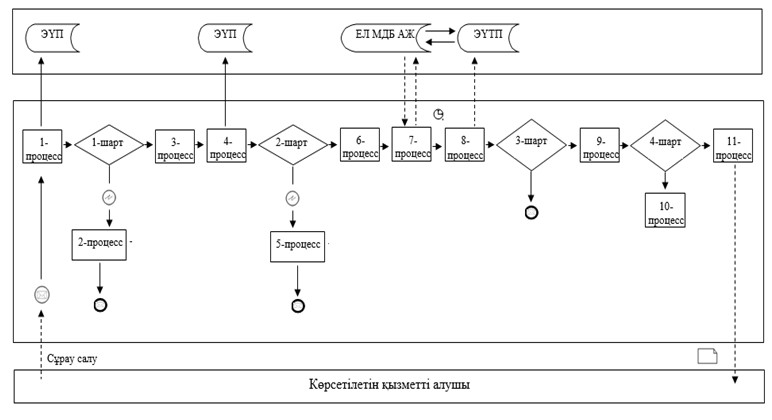 ЭҮП
ЭҮП
ЕЛ МДБ АЖ
ЭҮТП
1-
процесс
1-шарт
3-
процесс
4-
процесс
2-шарт
6-
процесс
7-
процесс
8-
процесс
3-шарт
9-
процесс
4-шарт
11-
процесс
2-процесс
5-процесс
10-
процесс
Сұрау салу
Көрсетілетін қызметті алушы